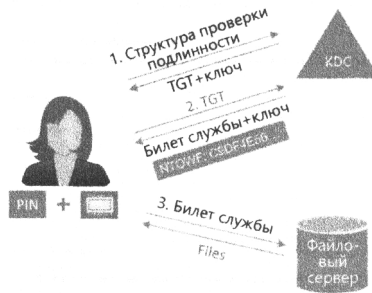 1. Структура проверки
подлинности
TGT+ключ
KDC
2. TGT
Билет службы+ключ
NTOWF:
PIN +
3. Билет службы
Files
Файло-
вый
сервер